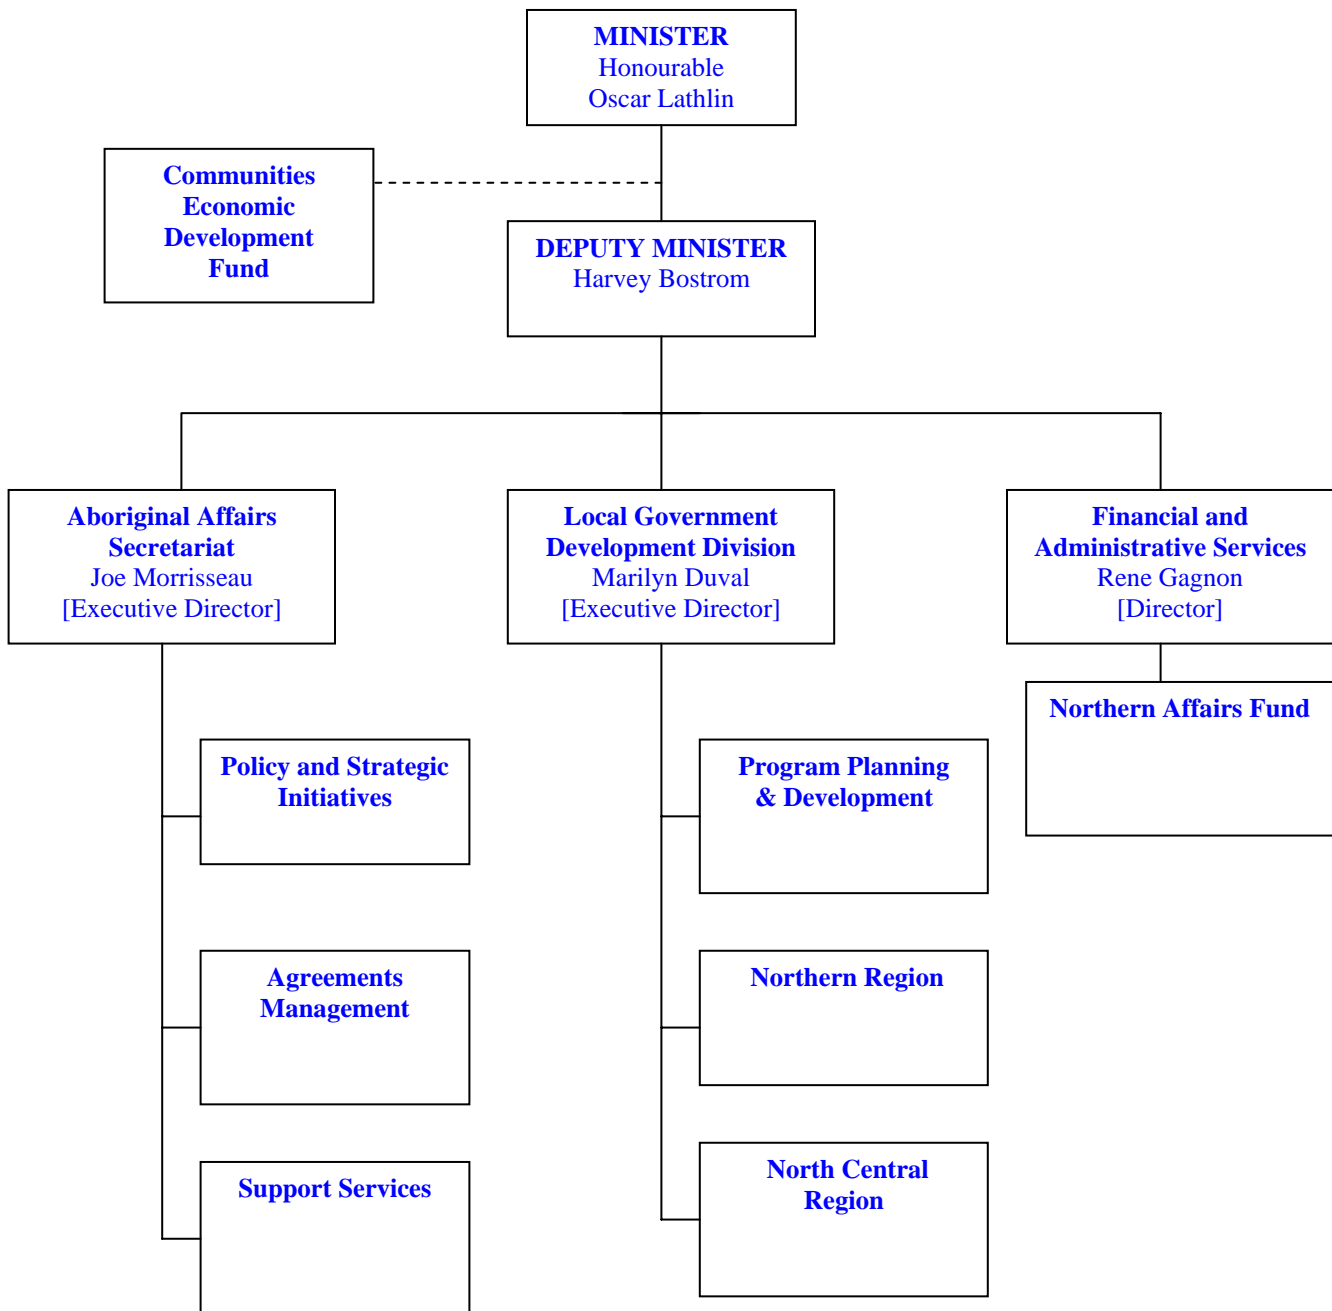 MINISTER
Honourable
Oscar Lathlin
Communities
Economic
Development
Fund
DEPUTY MINISTER
Harvey Bostrom
Aboriginal Affairs
Secretariat
Joe Morrisseau
[Executive Director]
Local Government
Development Division
Marilyn Duval
[Executive Director]
Financial and
Administrative Services
Rene Gagnon
[Director]
Northern Affairs Fund
Policy and Strategic
Initiatives
Program Planning
& Development
Agreements
Management
Northern Region
Support Services
North Central
Region